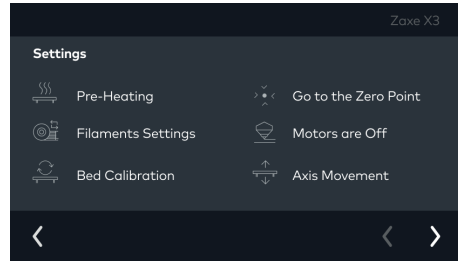 Zaxe X3
Settings
Pre-Heating
Go to the Zero Point
Filaments Settings
Motors are Off
Bed Calibration
Axis Movement